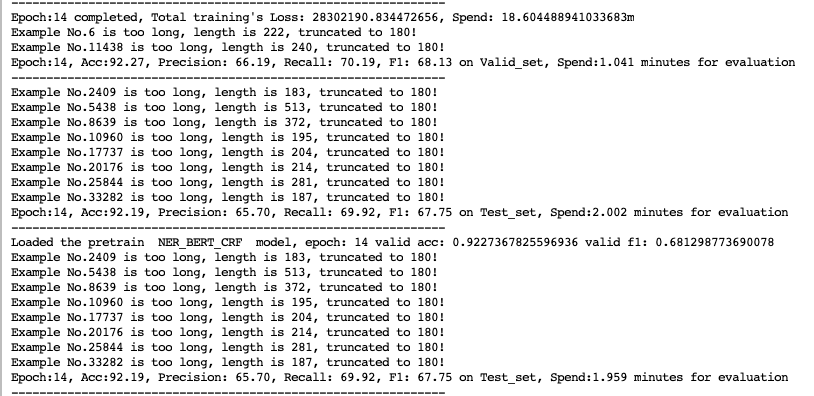 Epoch:14 completed, Total training's Loss: 28302190.834472656, Spend: 18.604488941033683m
Example No.6 is too long, length is 222, truncated to 180!
Example No.11438 is too long, length is 240, truncated to 180!
Epoch:14, Acc:92.27, Precision: 66.19, Recall: 70.19, F1: 68.13 on Valid_set, Spend:1.041 minutes for evaluation
--------------------------------------------------------------
Example No.2409 is too long, length is 183, truncated to 180!
Example No.5438 is too long, length is 513, truncated to 180!
Example No.8639 is too long, length is 372, truncated to 180!
Example No.10960 is too long, length is 195, truncated to 180!
Example No.17737 is too long, length is 204, truncated to 180!
Example No.20176 is too long, length is 214, truncated to 180!
Example No.25844 is too long, length is 281, truncated to 180!
Example No.33282 is too long, length is 187, truncated to 180!
Epoch:14, Acc:92.19, Precision: 65.70, Recall: 69.92, F1: 67.75 on Test_set, Spend:2.002 minutes for evaluation
--------------------------------------------------------------
Loaded the pretrain  NER_BERT_CRF  model, epoch: 14 valid acc: 0.9227367825596936 valid f1: 0.681298773690078
Example No.2409 is too long, length is 183, truncated to 180!
Example No.5438 is too long, length is 513, truncated to 180!
Example No.8639 is too long, length is 372, truncated to 180!
Example No.10960 is too long, length is 195, truncated to 180!
Example No.17737 is too long, length is 204, truncated to 180!
Example No.20176 is too long, length is 214, truncated to 180!
Example No.25844 is too long, length is 281, truncated to 180!
Example No.33282 is too long, length is 187, truncated to 180!
Epoch:14, Acc:92.19, Precision: 65.70, Recall: 69.92, F1: 67.75 on Test_set, Spend:1.959 minutes for evaluation
--------------------------------------------------------------